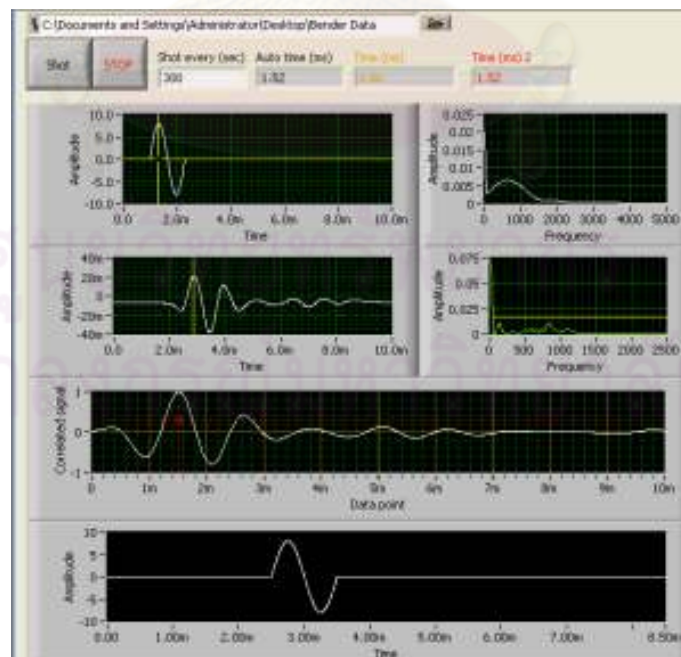 C:\Documents and Settings\Administrator\Desktop\Bender Data
Shot
STOP
Shot every (sec)
300
Auto time (ms)
1.52
Time (ms)
Time (ms) 2
1.52
Amplitude
10.0
5.0
0.0
-5.0
-10.0
0.0 2.0m 4.0m 6.0m 8.0m 10.0m
Time
Amplitude
0.025
0.02
0.015
0.01
0.005
0
0 1000 2000 3000 4000 5000
Frequency
Amplitude
40m
20m
0
-20m
-40m
0.0 2.0m 4.0m 6.0m 8.0m 10.0m
Time
Amplitude
0.075
0.05
0.025
0
0 500 1000 1500 2000 2500
Frequency
Correlated signal
1
0
-1
0 1m 2m 3m 4m 5m 6m 7m 8m 9m 10m
Data point
Amplitude
10
5
0
-5
-10
0.00 1.00m 2.00m 3.00m 4.00m 5.00m 6.00m 7.00m 8.50m
Time